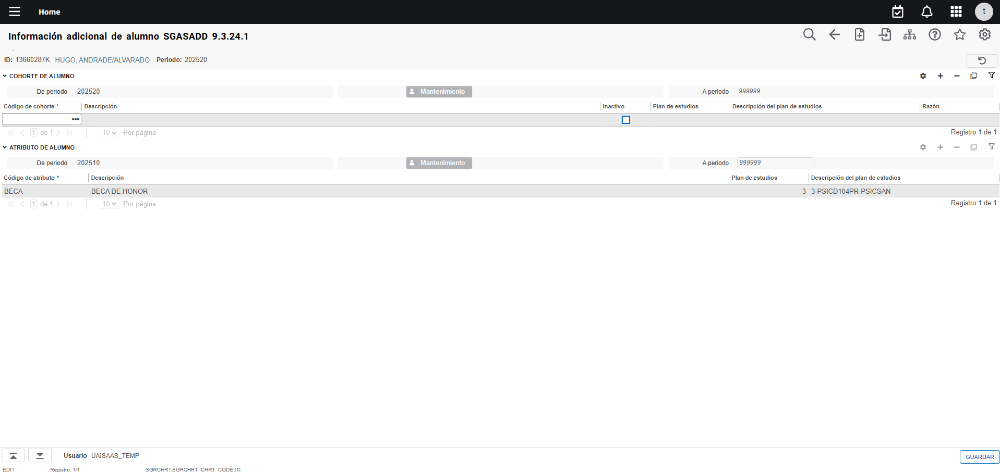 Home
t
Información adicional de alumno SGASADD 9.3.24.1
ID: 13660287K HUGO, ANDRADE/ALVARADO Periodo: 202520
COHORTE DE ALUMNO
De periodo 202520 Mantenimiento A periodo 999999
Código de cohorte * Descripción Inactivo Plan de estudios Descripción del plan de estudios Razón
1 de 1 10 Por página Registro 1 de 1
ATRIBUTO DE ALUMNO
De periodo 202510 Mantenimiento A periodo 999999
Código de atributo * Descripción Plan de estudios Descripción del plan de estudios
BECA BECA DE HONOR 3 3-PSICD104PR-PSICSAN
1 de 1 10 Por página Registro 1 de 1
Usuario UAISAAS_TEMP GUARDAR
EDIT Registro: 1/1 SGRCHRT.SGRCHRT_CHRT_CODE [1]